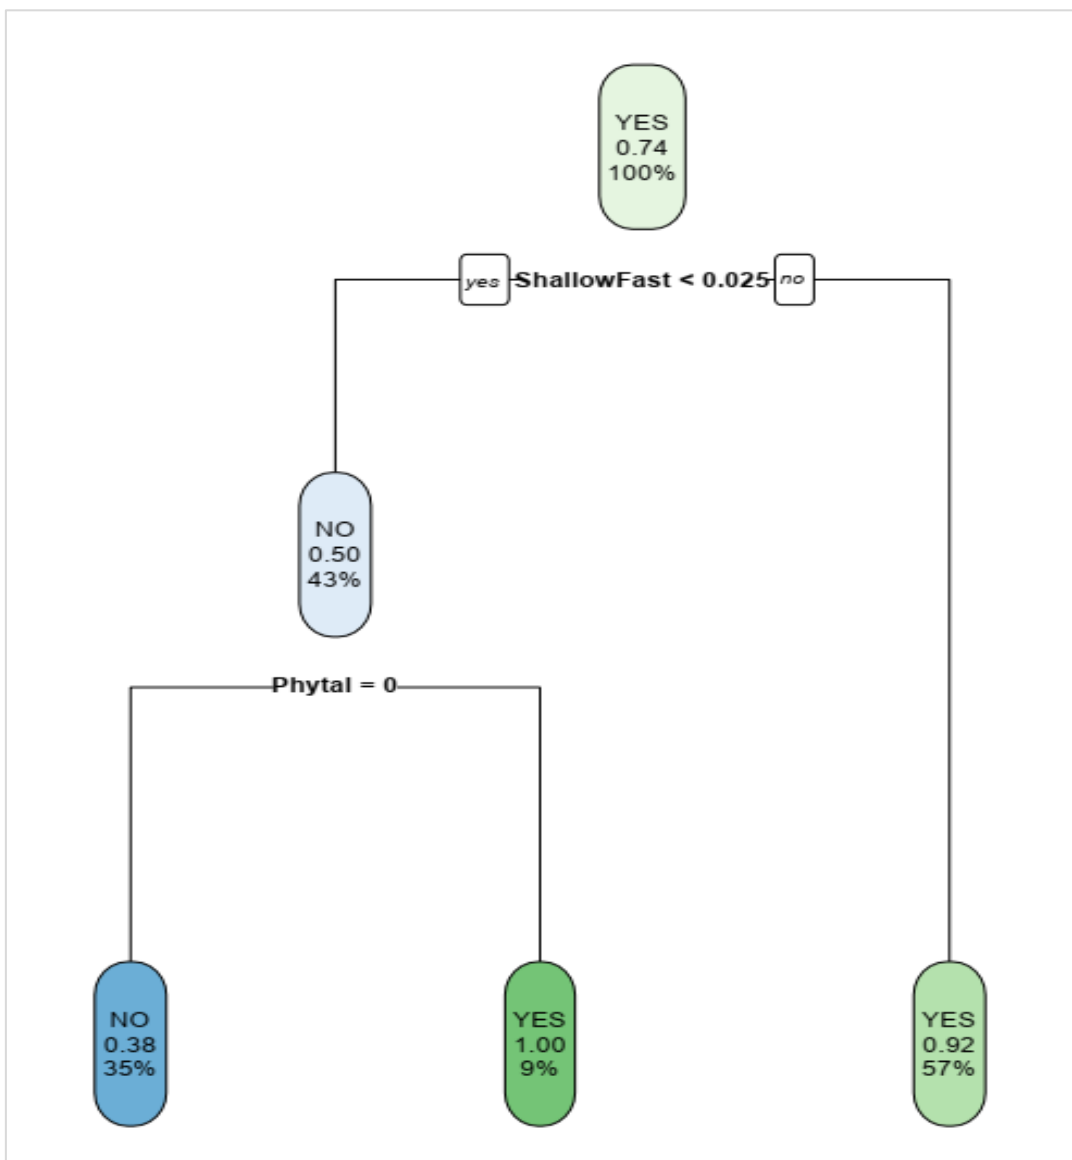 YES
0.74
100%
yes ShallowFast < 0.025 no
NO
0.50
43%
Phytal = 0
NO
0.38
35%
YES
1.00
9%
YES
0.92
57%